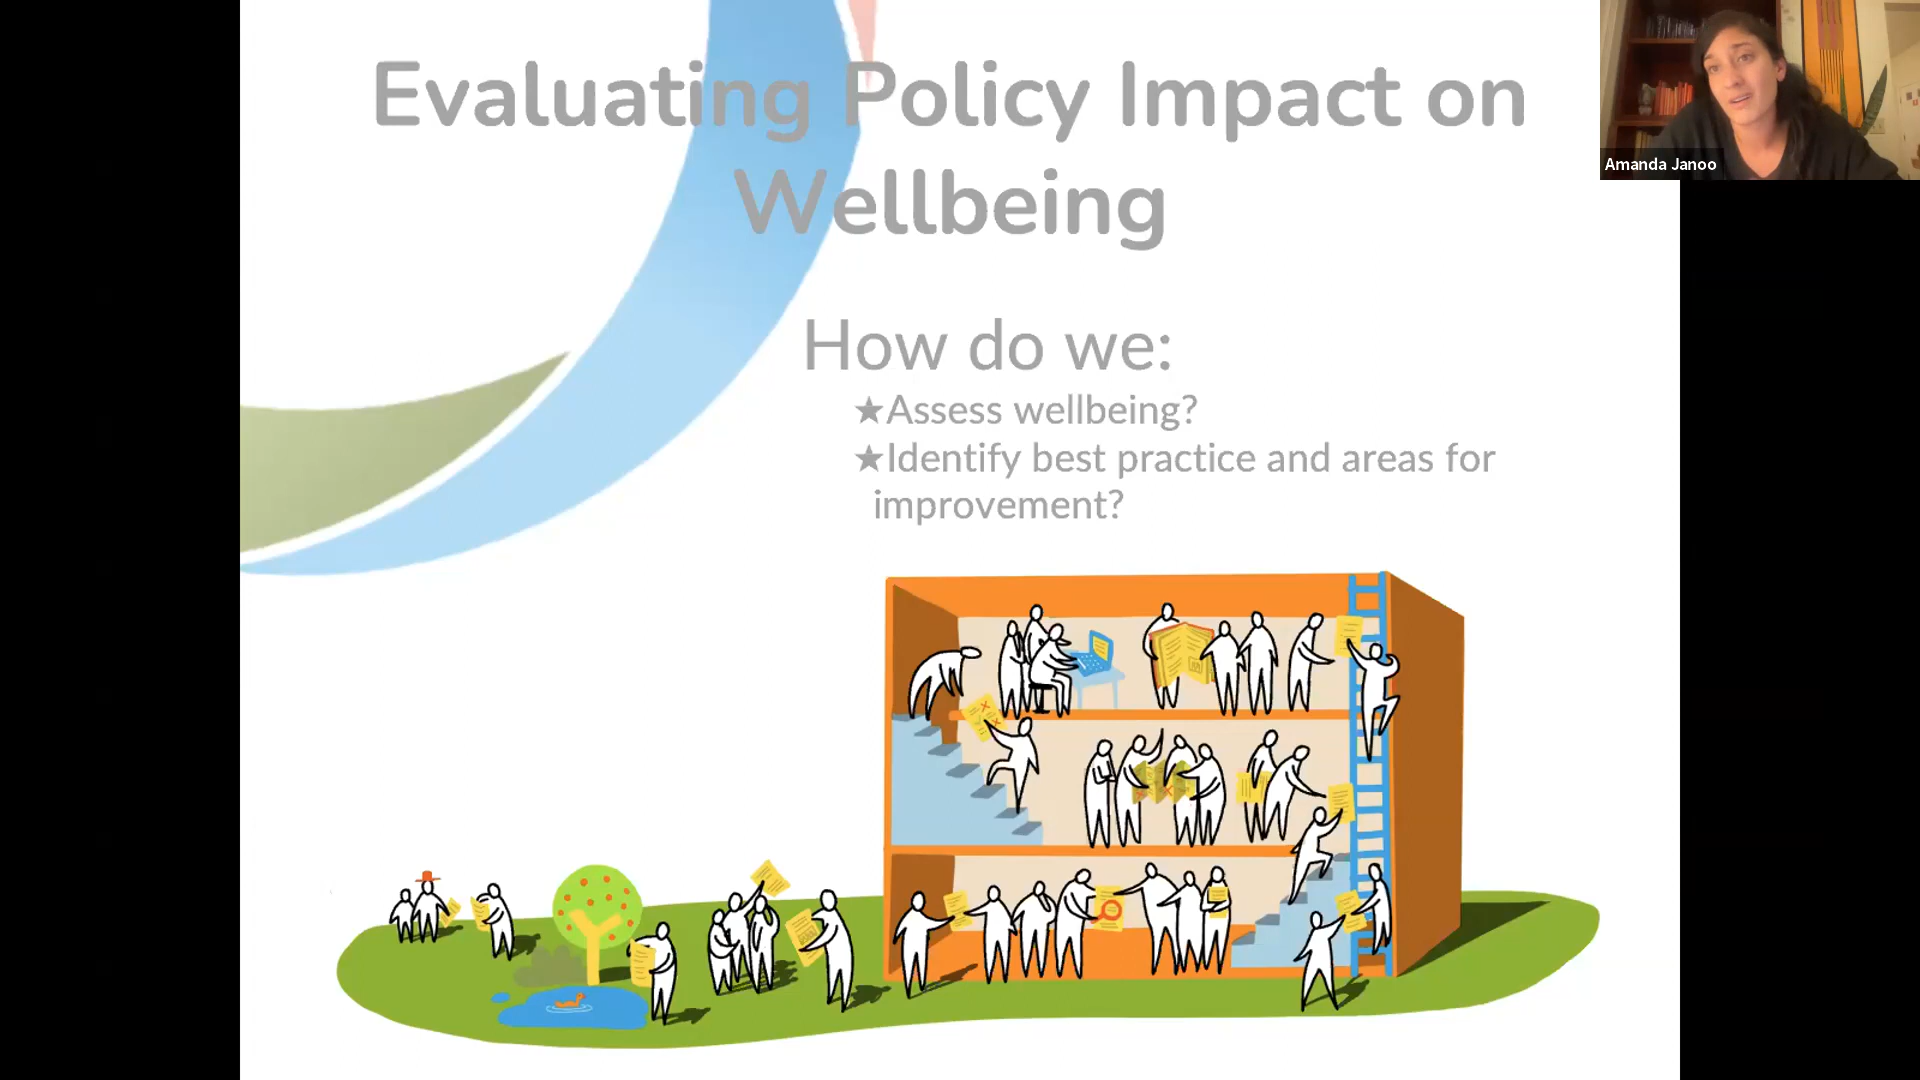 Evaluating Policy Impact on
Wellbeing
How do we:
★Assess wellbeing?
★Identify best practice and areas for
improvement?
Amanda Janoo